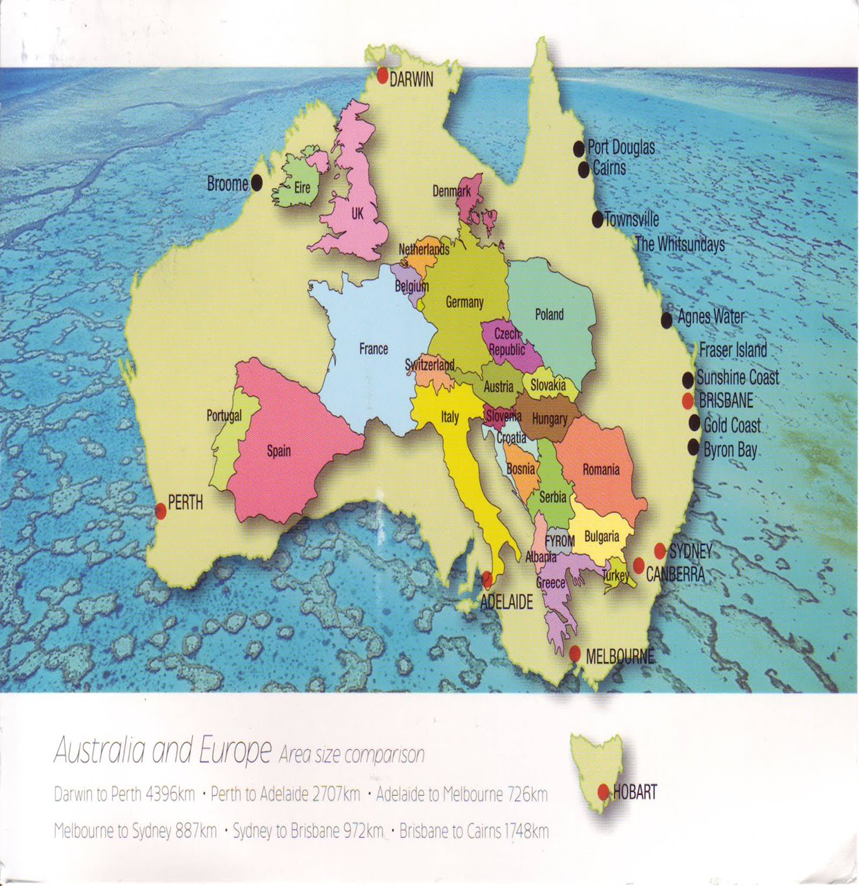 DARWIN
Port Douglas
Cairns
Broome
Eire
UK
Denmark
Townsville
The Whitsundays
Netherlands
Belgium
Germany
Poland
Agnes Water
France
Czech
Republic
Fraser Island
Switzerland
Austria
Slovakia
Sunshine Coast
BRISBANE
Portugal
Spain
Italy
Slovenia
Hungary
Gold Coast
Croatia
Byron Bay
Bosnia
Romania
Serbia
PERTH
FYROM
Bulgaria
Albania
SYDNEY
Greece
Turkey
CANBERRA
ADELAIDE
MELBOURNE
Australia and Europe Area size comparison
Darwin to Perth 4396km • Perth to Adelaide 2707km • Adelaide to Melbourne 726km
Melbourne to Sydney 887km • Sydney to Brisbane 972km • Brisbane to Cairns 1748km
HOBART